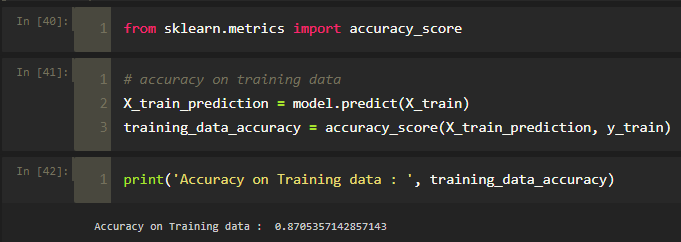 In [40]: 1 from sklearn.metrics import accuracy_score
In [41]: 1 # accuracy on training data
2 X_train_prediction = model.predict(X_train)
3 training_data_accuracy = accuracy_score(X_train_prediction, y_train)
In [42]: 1 print('Accuracy on Training data : ', training_data_accuracy)
Accuracy on Training data :  0.8705357142857143